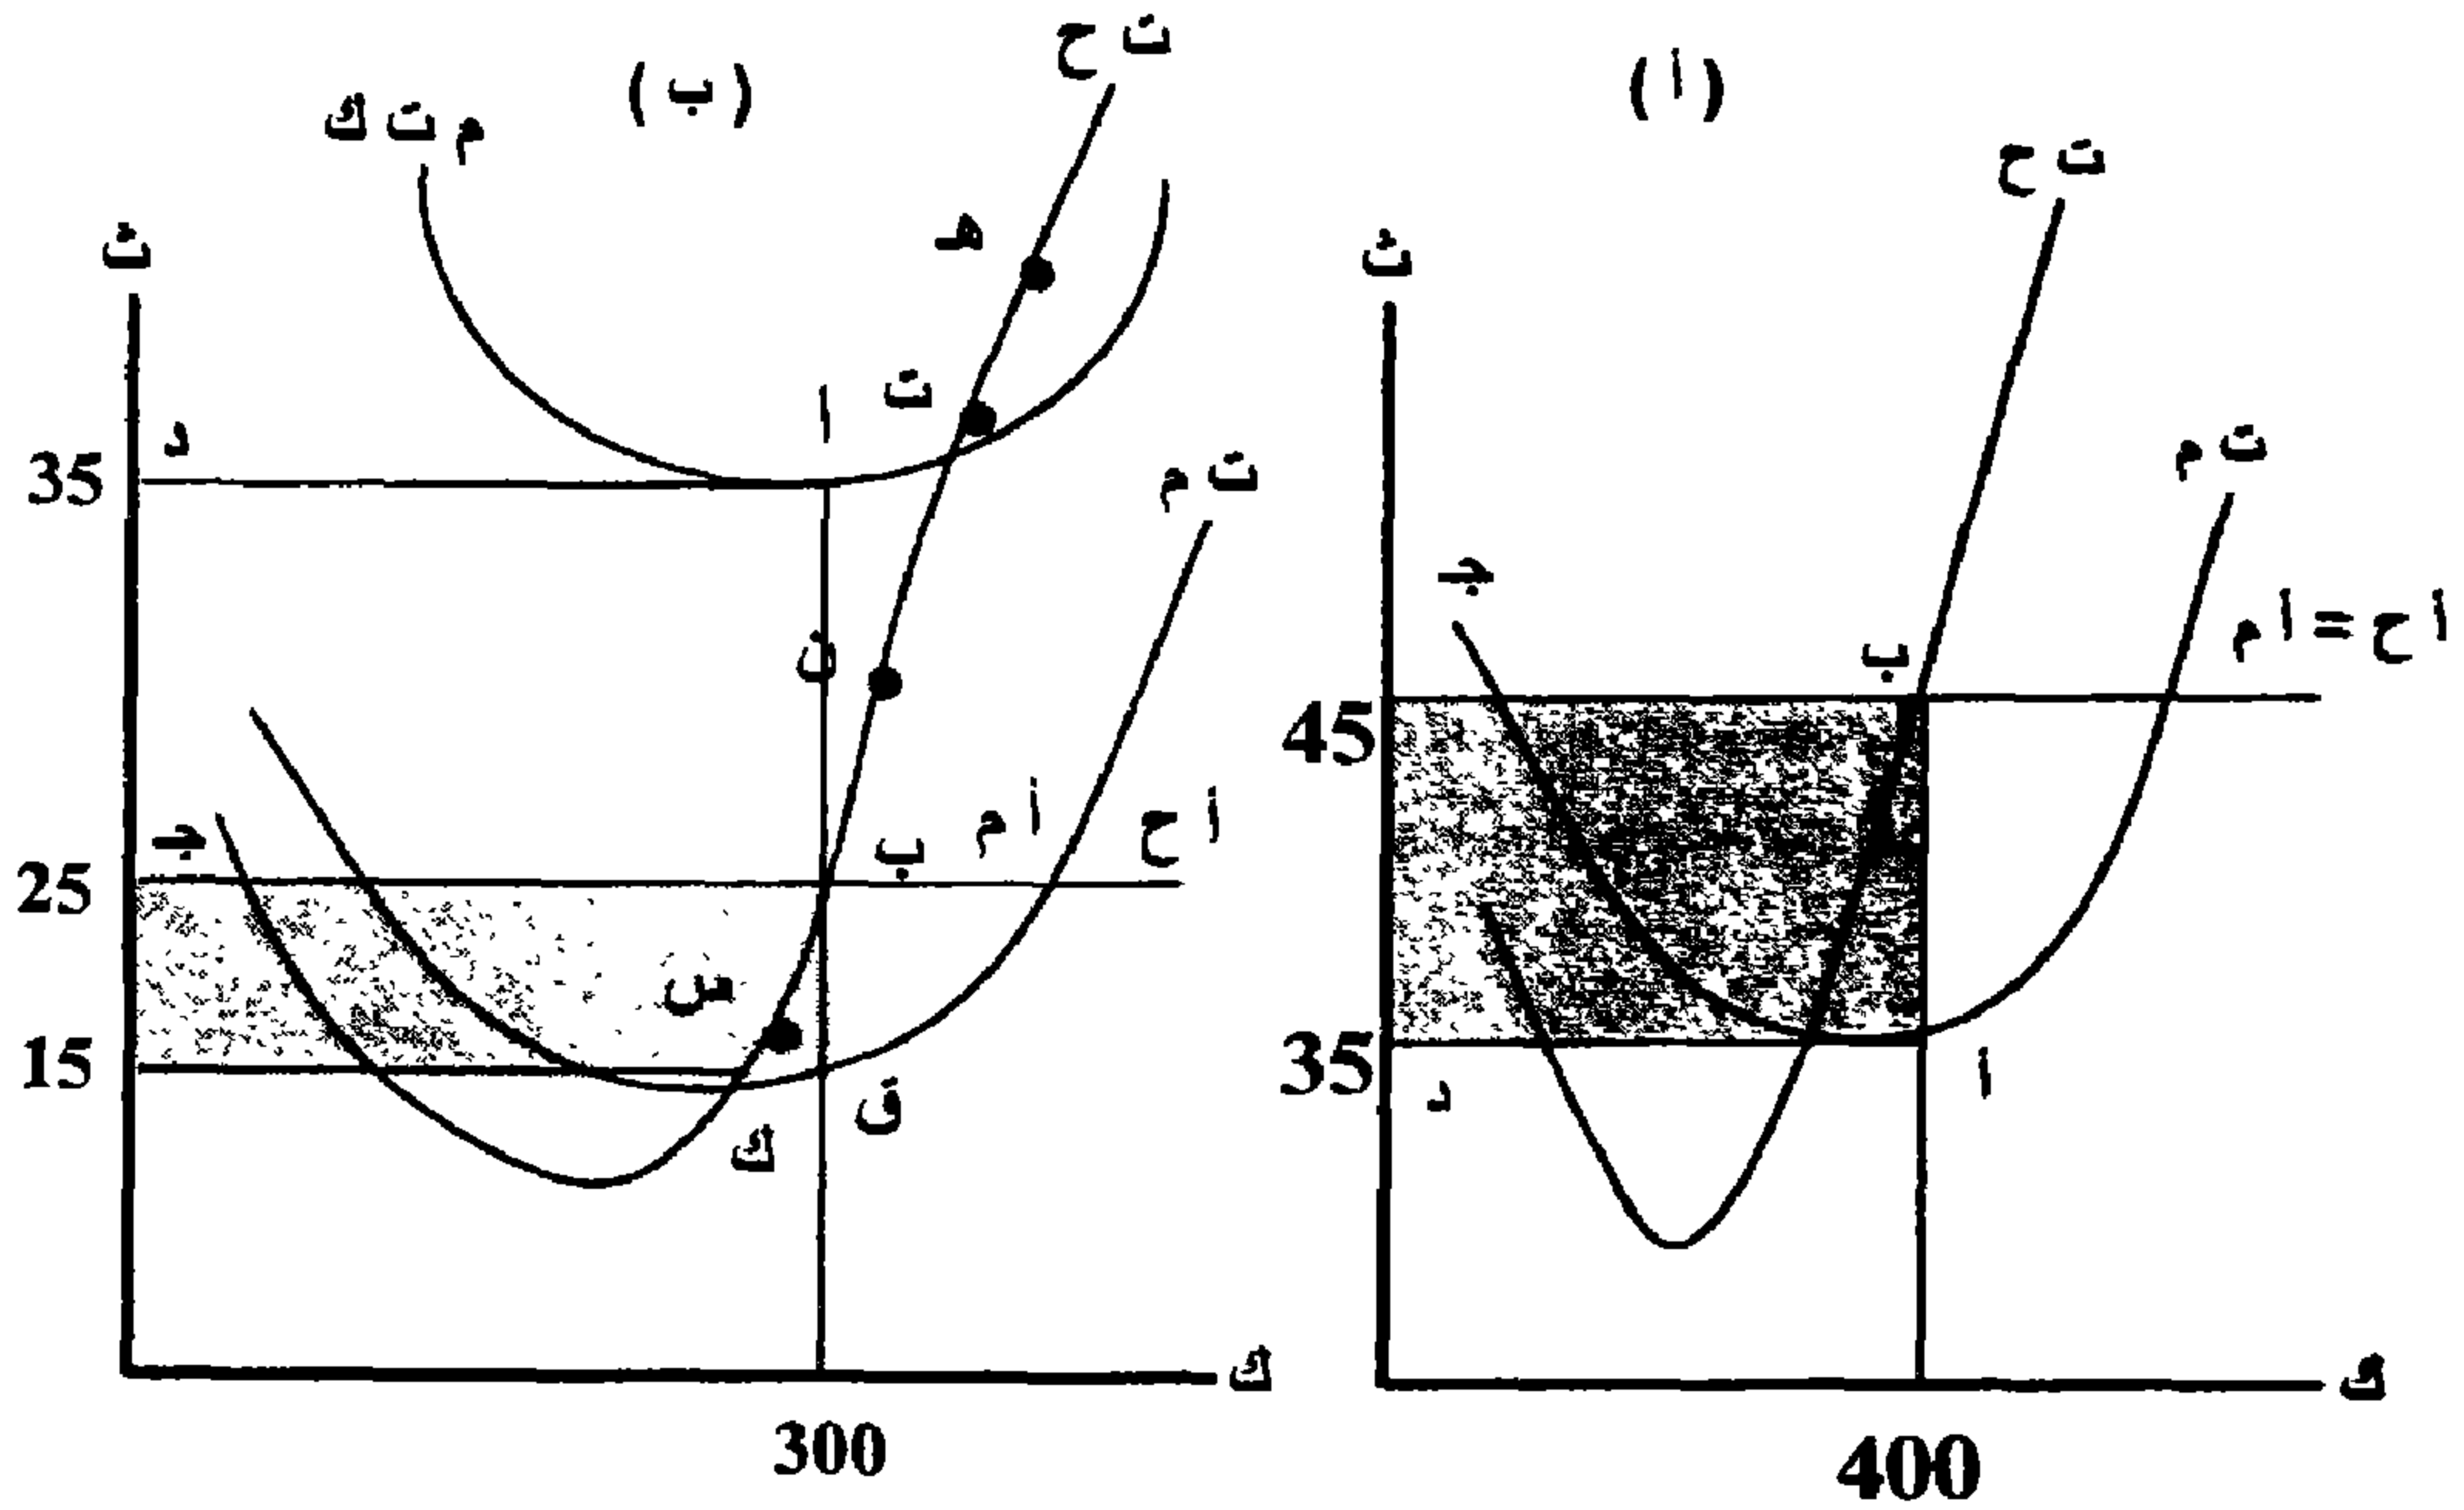 (أ)
ث
ت ح
ت م
جـ
ب
أ ح = أ م
45
35
د
أ
ك
400
(ب)
ث
ت ح
م ت ك
هـ
ت
أ
د
35
ت م
ن
جـ
ب
أ م
أ ح
25
س
15
ق
ك
ك
300